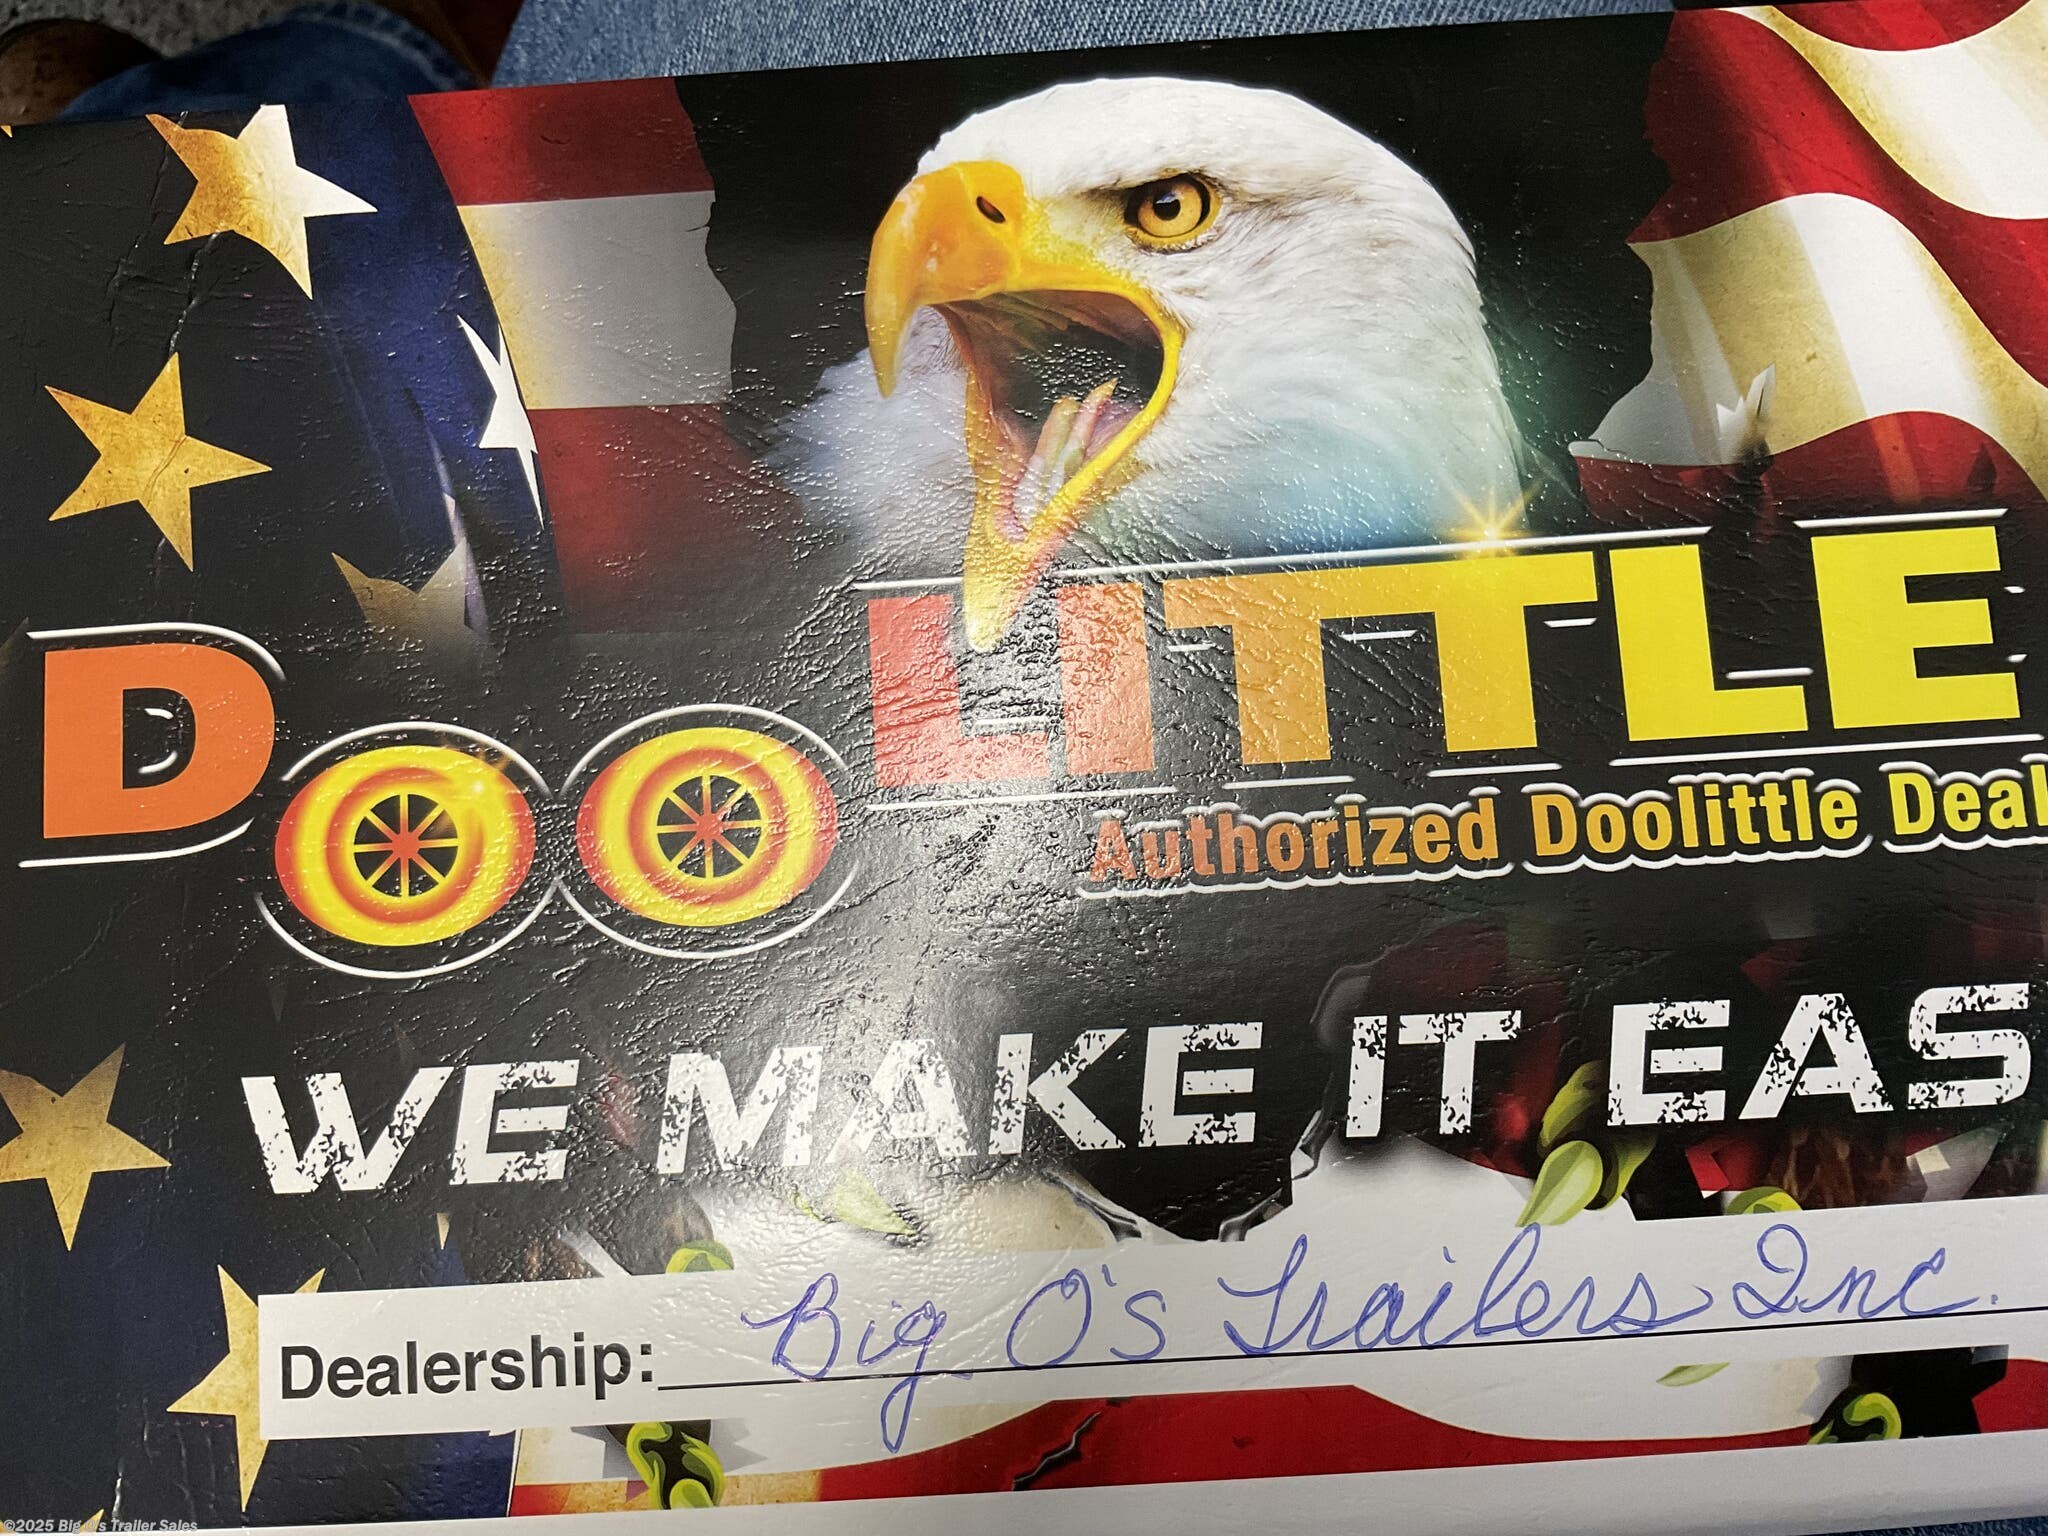 DOOLITTLE
Authorized Doolittle Deal
WE MAKE IT EAS
Dealership: Big O's Trailers Inc.
©2025 Big O's Trailer Sales